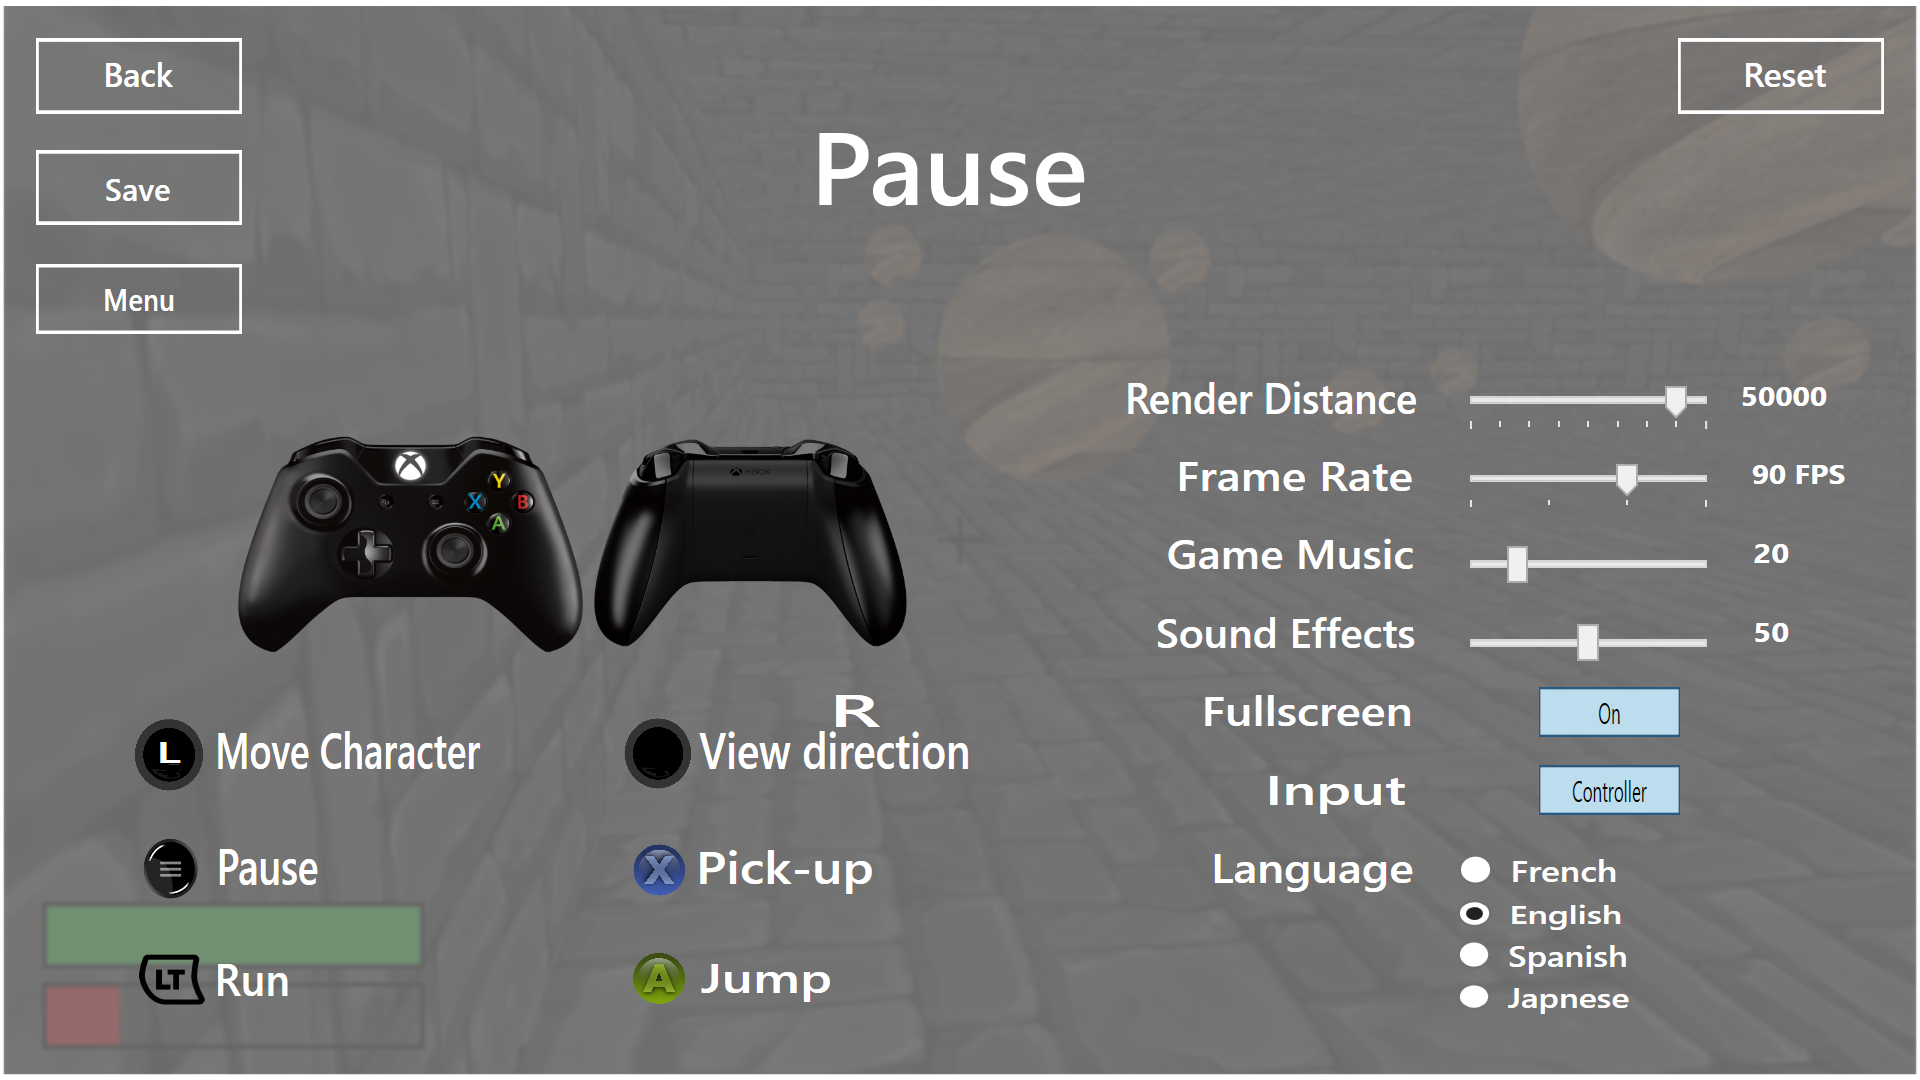 Back
Reset
Pause
Save
Menu
Render Distance 50000
Frame Rate 90 FPS
Game Music 20
Sound Effects 50
Fullscreen On
Input Controller
Language
French
English
Spanish
Japnese
Y
X B
A
XBOX
R
L Move Character
View direction
Pause
X Pick-up
LT Run
A Jump